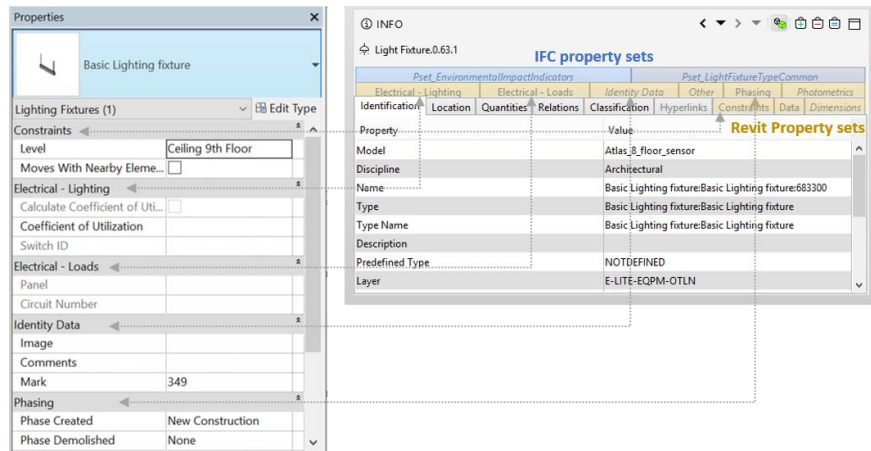 Properties
Basic Lighting fixture
Lighting Fixtures (1)
Edit Type
Constraints
Level
Ceiling 9th Floor
Moves With Nearby Eleme...
Electrical - Lighting
Calculate Coefficient of Uti...
Coefficient of Utilization
Switch ID
Electrical - Loads
Panel
Circuit Number
Identity Data
Image
Comments
Mark
349
Phasing
Phase Created
New Construction
Phase Demolished
None
INFO
Light Fixture.0.63.1
IFC property sets
Pset_EnvironmentalImpactIndicators
Pset_LightFixtureTypeCommon
Electrical - Lighting
Electrical - Loads
Identity Data
Other
Phasing
Photometrics
Identification
Location
Quantities
Relations
Classification
Hyperlinks
Constraints
Data
Dimensions
Revit Property sets
Property
Value
Model
Atlas_8_floor_sensor
Discipline
Architectural
Name
Basic Lighting fixture:Basic Lighting fixture:683300
Type
Basic Lighting fixture:Basic Lighting fixture
Type Name
Basic Lighting fixture:Basic Lighting fixture
Description
Predefined Type
NOTDEFINED
Layer
E-LITE-EQPM-OTLN